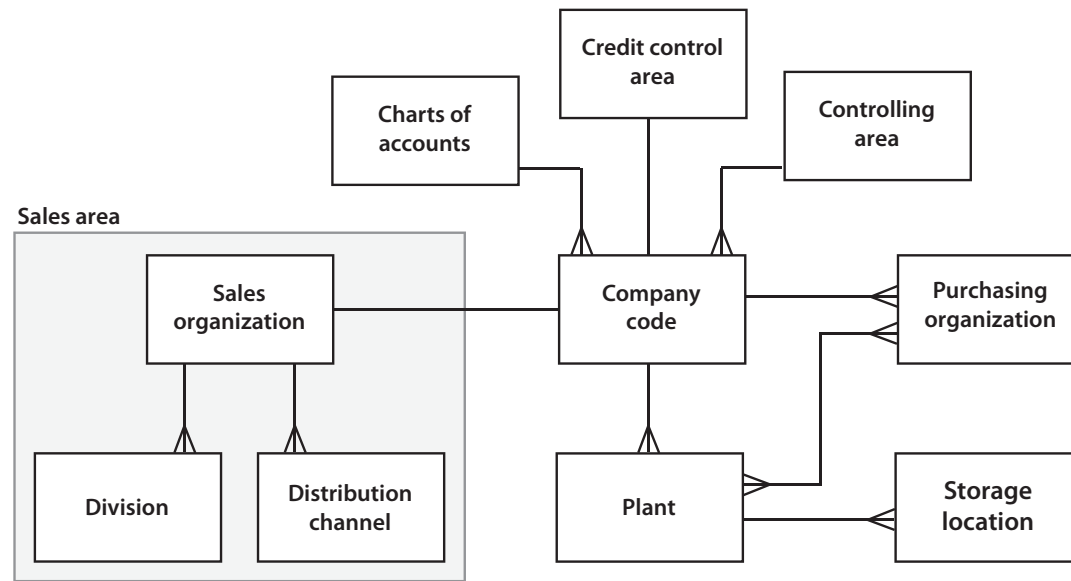 Credit control
area
Charts of
accounts
Controlling
area
Sales area
Sales
organization
Company
code
Purchasing
organization
Division
Distribution
channel
Plant
Storage
location